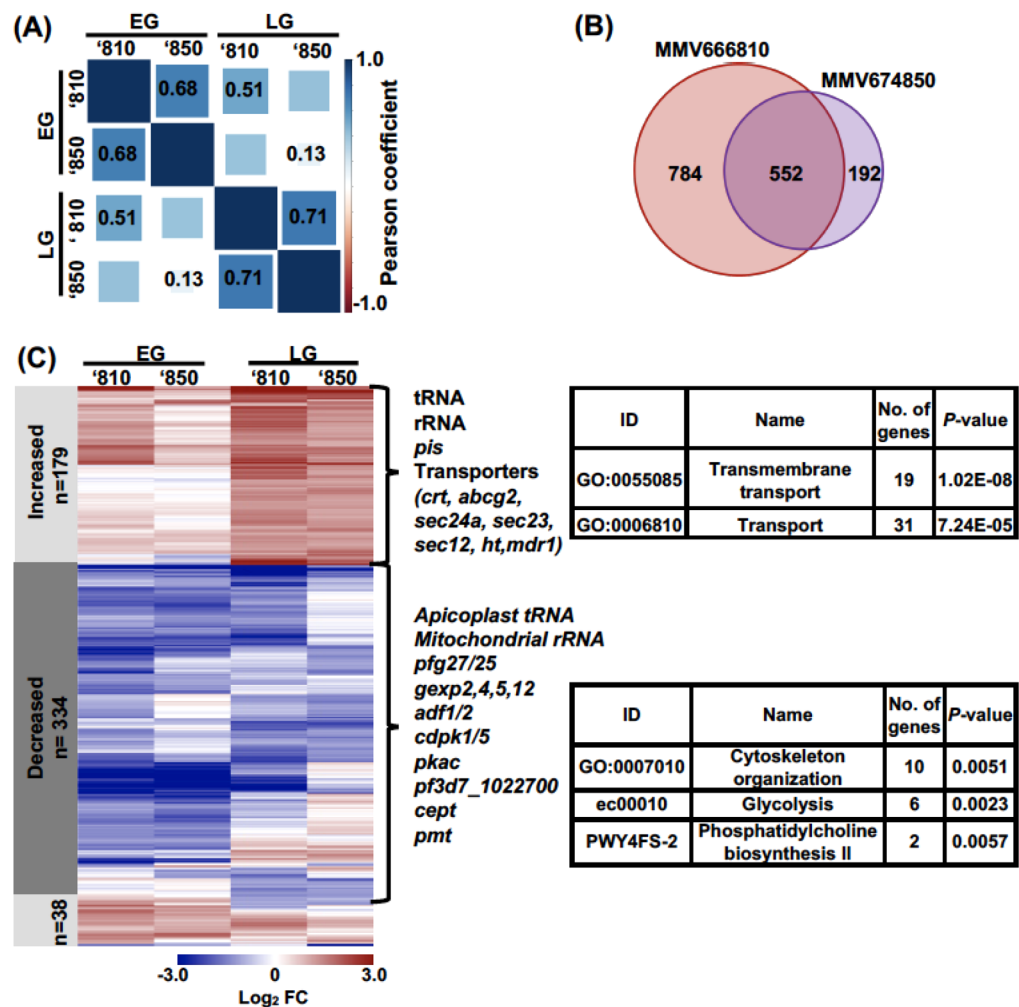 (A)
EG
LG
'810
'850
'810
'850
EG
'810
'850
LG
' 810
'850
0.68
0.51
0.68
0.13
0.51
0.71
0.13
0.71
1.0
Pearson coefficient
-1.0
(B)
MMV666810
MMV674850
784
552
192
(C)
EG
LG
'810
'850
'810
'850
Increased
n=179
Decreased
n= 334
n=38
tRNA
rRNA
pis
Transporters
(crt, abcg2,
sec24a, sec23,
sec12, ht,mdr1)
Apicoplast tRNA
Mitochondrial rRNA
pfg27/25
gexp2,4,5,12
adf1/2
cdpk1/5
pkac
pf3d7_1022700
cept
pmt
ID
Name
No. of
genes
P-value
GO:0055085
Transmembrane
transport
19
1.02E-08
GO:0006810
Transport
31
7.24E-05
ID
Name
No. of
genes
P-value
GO:0007010
Cytoskeleton
organization
10
0.0051
ec00010
Glycolysis
6
0.0023
PWY4FS-2
Phosphatidylcholine
biosynthesis II
2
0.0057
-3.0
0
3.0
Log₂ FC